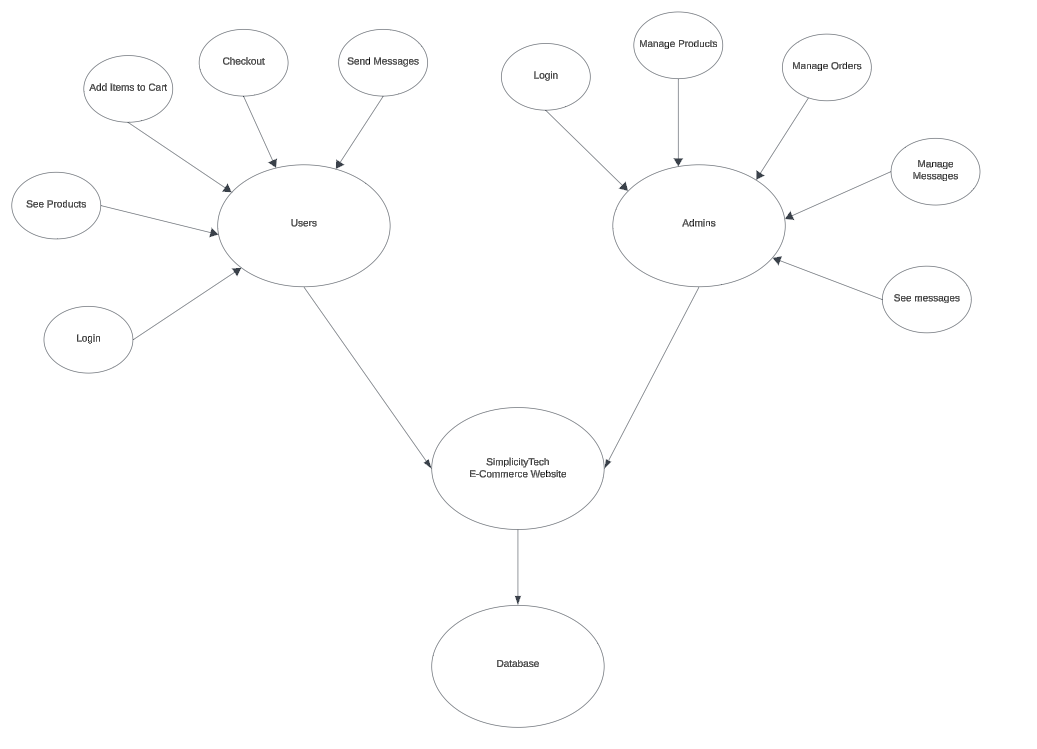 Checkout
Send Messages
Add Items to Cart
See Products
Login
Users
Login
Manage Products
Manage Orders
Manage
Messages
See messages
Admins
SimplicityTech
E-Commerce Website
Database